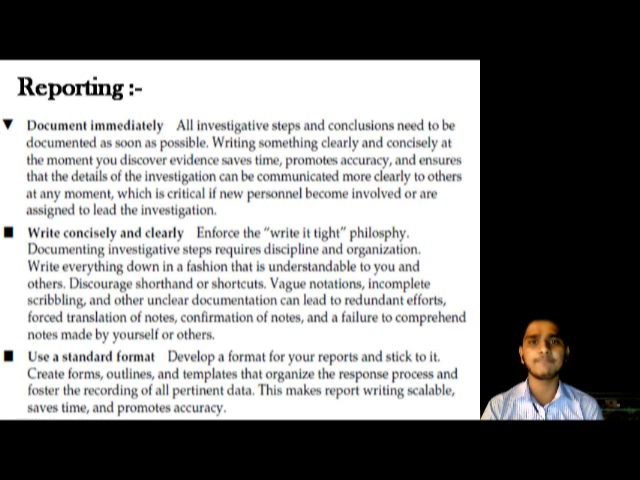 Reporting :-
▼ Document immediately All investigative steps and conclusions need to be
documented as soon as possible. Writing something clearly and concisely at
the moment you discover evidence saves time, promotes accuracy, and ensures
that the details of the investigation can be communicated more clearly to others
at any moment, which is critical if new personnel become involved or are
assigned to lead the investigation.
■ Write concisely and clearly Enforce the “write it tight” philosphy.
Documenting investigative steps requires discipline and organization.
Write everything down in a fashion that is understandable to you and
others. Discourage shorthand or shortcuts. Vague notations, incomplete
scribbling, and other unclear documentation can lead to redundant efforts,
forced translation of notes, confirmation of notes, and a failure to comprehend
notes made by yourself or others.
■ Use a standard format Develop a format for your reports and stick to it.
Create forms, outlines, and templates that organize the response process and
foster the recording of all pertinent data. This makes report writing scalable,
saves time, and promotes accuracy.